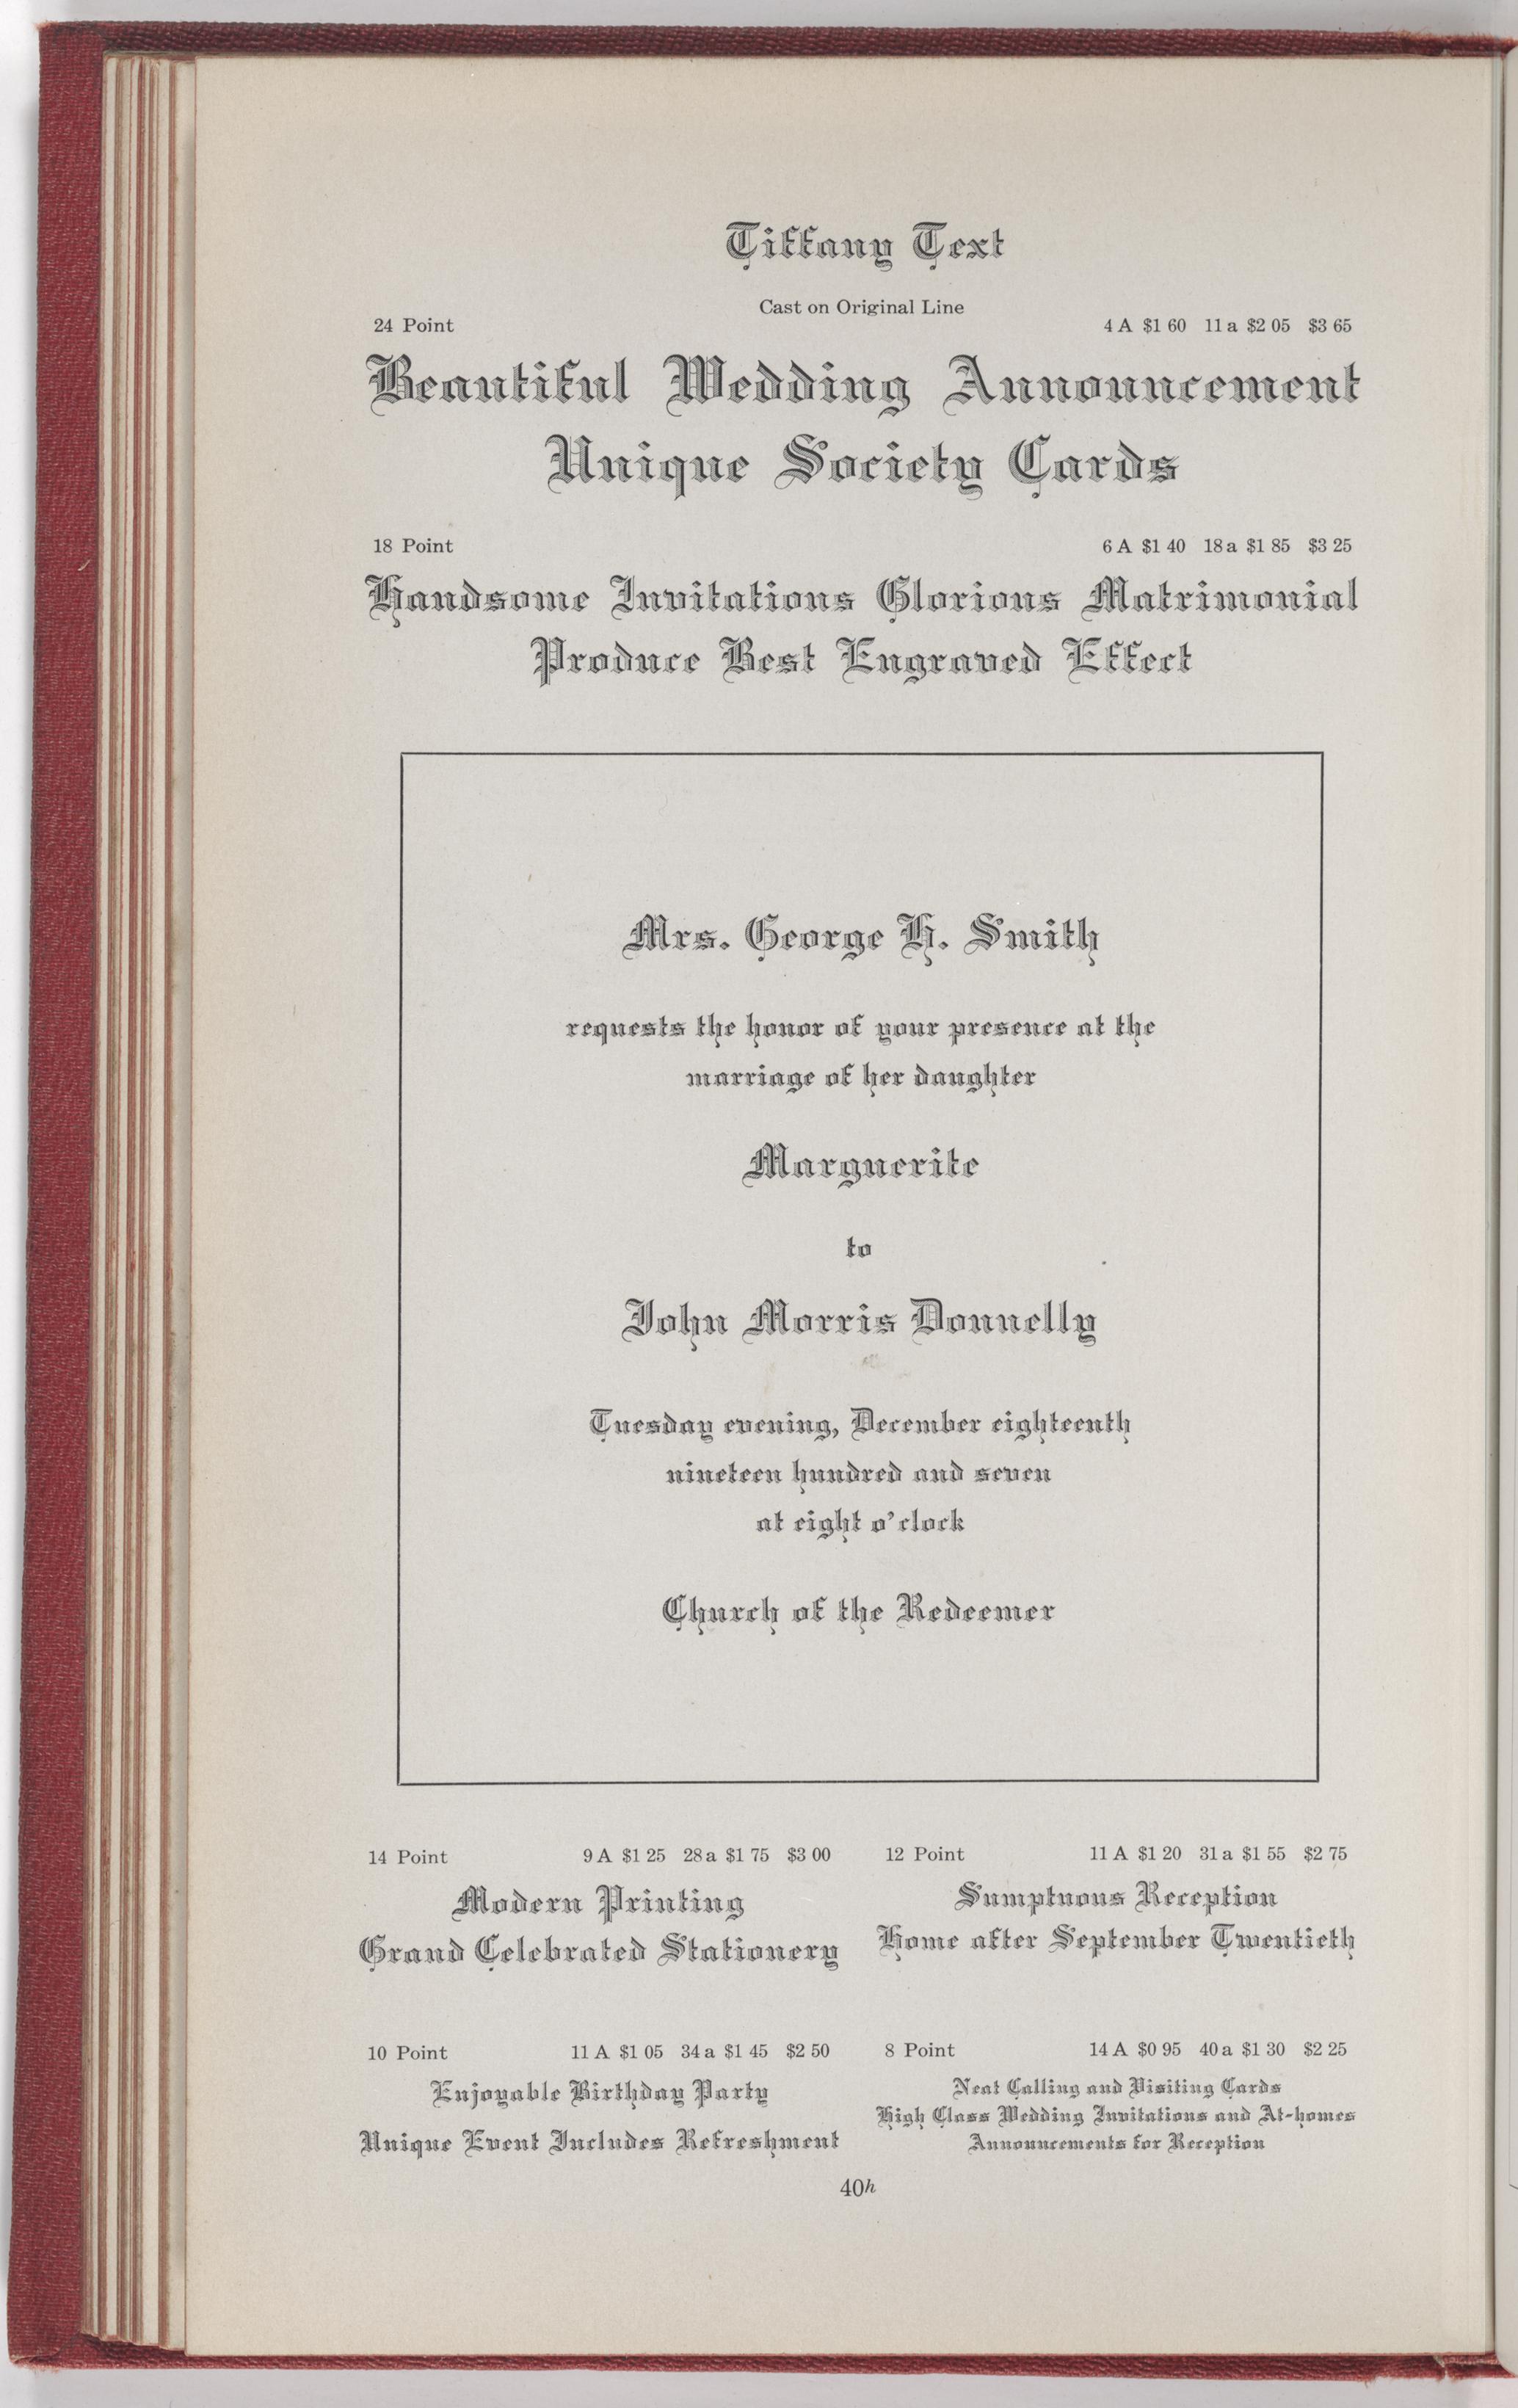 Tiffany Text
Cast on Original Line
24 Point 4 A $1 60 11 a $2 05 $3 65
Beautiful Wedding Announcement
Unique Society Cards
18 Point 6 A $1 40 18 a $1 85 $3 25
Handsome Invitations Glorious Matrimonial
Produce Best Engraved Effect
Mrs. George H. Smith
requests the honor of your presence at the
marriage of her daughter
Marguerite
to
John Morris Donnelly
Tuesday evening, December eighteenth
nineteen hundred and seven
at eight o'clock
Church of the Redeemer
14 Point 9 A $1 25 28 a $1 75 $3 00
Modern Printing
Grand Celebrated Stationery
12 Point 11 A $1 20 31 a $1 55 $2 75
Sumptuous Reception
Home after September Twentieth
10 Point 11 A $1 05 34 a $1 45 $2 50
Enjoyable Birthday Party
Unique Event Includes Refreshment
8 Point 14 A $0 95 40 a $1 30 $2 25
Neat Calling and Visiting Cards
High Class Wedding Invitations and At-homes
Announcements for Reception
40h